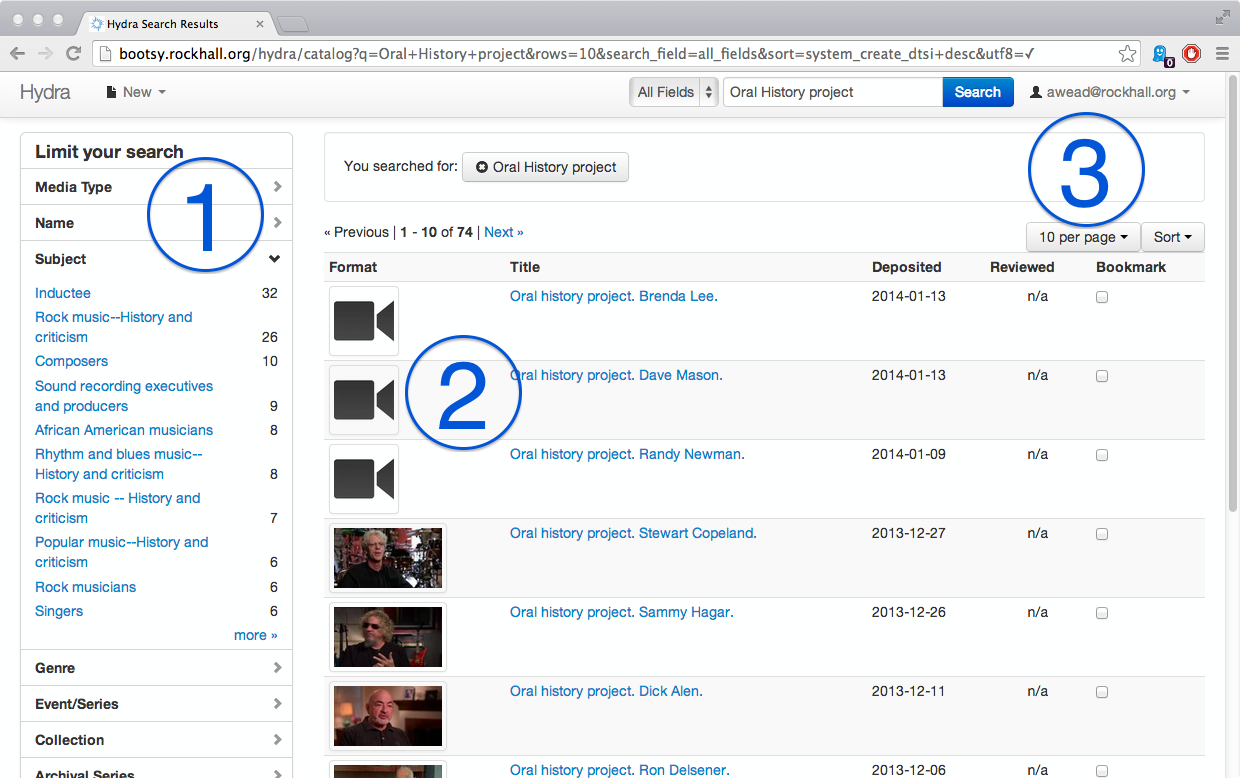 Hydra Search Results
bootsy.rockhall.org/hydra/catalog?q=Oral+History+project&rows=10&search_field=all_fields&sort=system_create_dtsi+desc&utf8=✓
0
Hydra New All Fields Oral History project Search awead@rockhall.org
Limit your search
Media Type
Name
Subject
Inductee 32
Rock music--History and
criticism 26
Composers 10
Sound recording executives
and producers 9
African American musicians 8
Rhythm and blues music--
History and criticism 8
Rock music -- History and
criticism 7
Popular music--History and
criticism 6
Rock musicians 6
Singers 6
more »
Genre
Event/Series
Collection
Archival Series
1
You searched for: Oral History project
3
« Previous | 1 - 10 of 74 | Next »
10 per page Sort
Format Title Deposited Reviewed Bookmark
Oral history project. Brenda Lee. 2014-01-13 n/a
2
Oral history project. Dave Mason. 2014-01-13 n/a
Oral history project. Randy Newman. 2014-01-09 n/a
Oral history project. Stewart Copeland. 2013-12-27 n/a
Oral history project. Sammy Hagar. 2013-12-26 n/a
Oral history project. Dick Alen. 2013-12-11 n/a
Oral history project. Ron Delsener. 2013-12-06 n/a